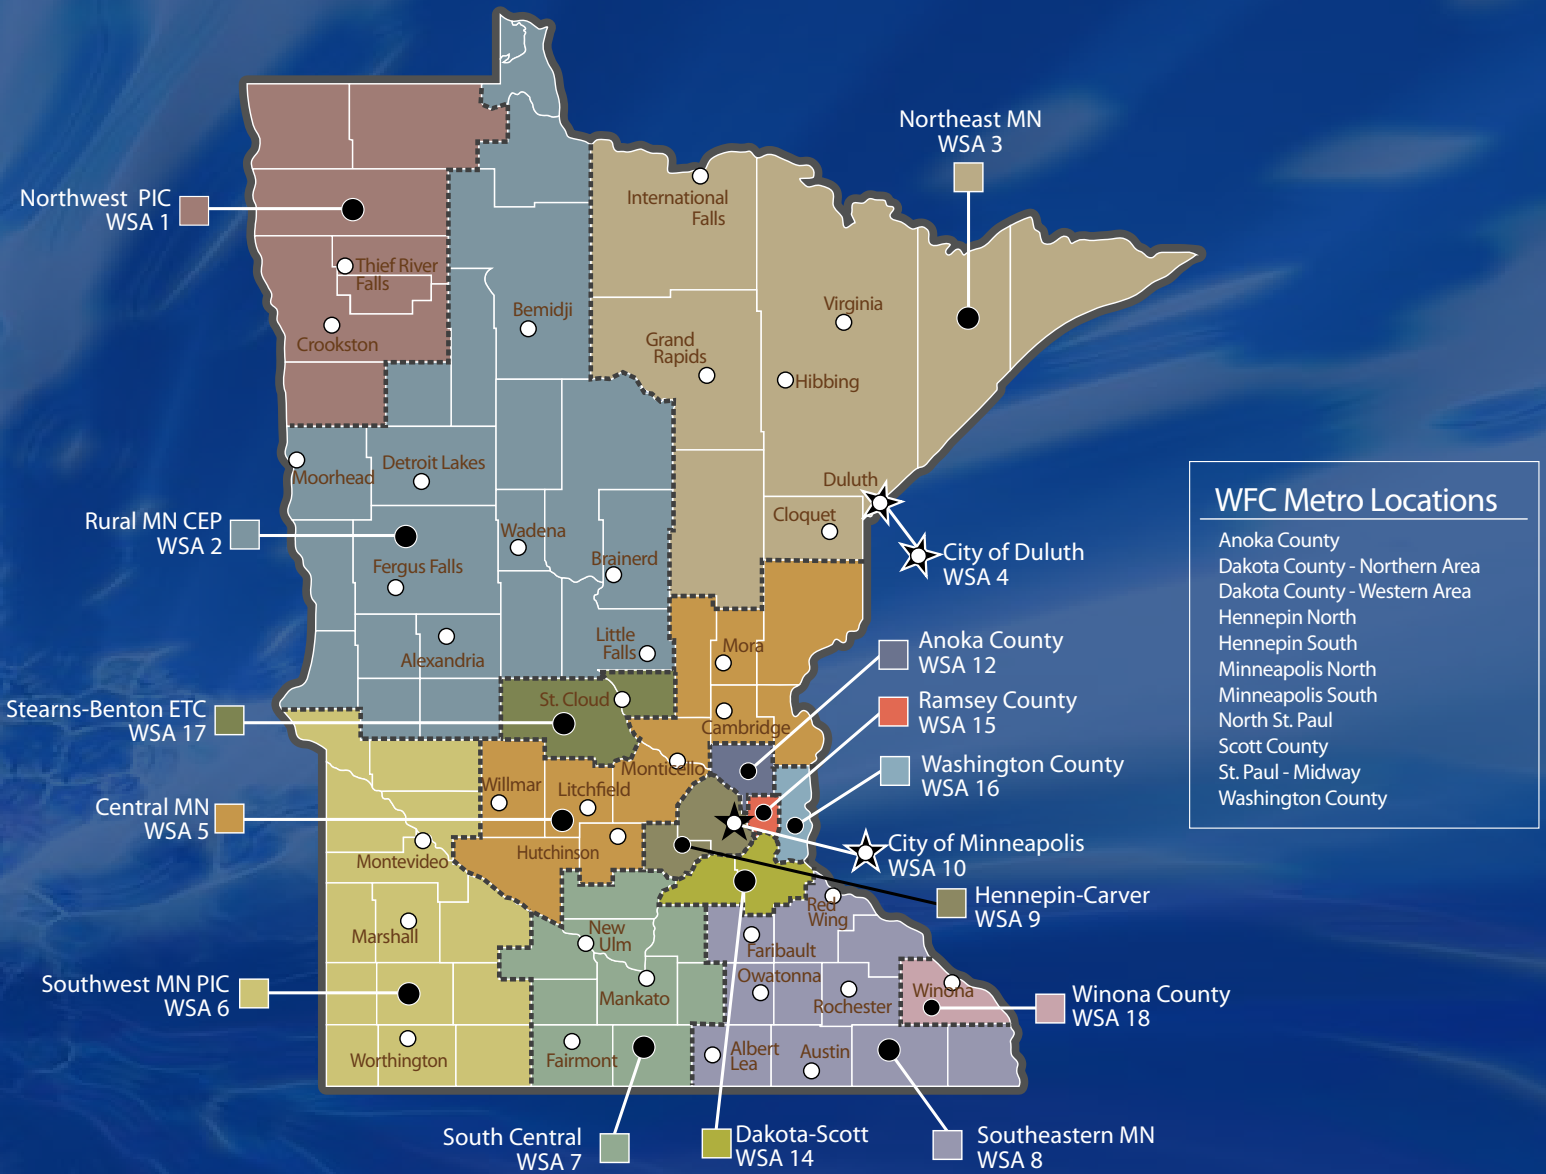 Northeast MN
WSA 3
International
Falls
Northwest PIC
WSA 1
Thief River
Falls
Bemidji
Virginia
Crookston
Grand
Rapids
Hibbing
Moorhead
Detroit Lakes
Duluth
Cloquet
Rural MN CEP
WSA 2
Wadena
Brainerd
Fergus Falls
City of Duluth
WSA 4
WFC Metro Locations
Anoka County
Dakota County - Northern Area
Dakota County - Western Area
Hennepin North
Hennepin South
Minneapolis North
Minneapolis South
North St. Paul
Scott County
St. Paul - Midway
Washington County
Little
Falls
Mora
Alexandria
Anoka County
WSA 12
Stearns-Benton ETC
WSA 17
St. Cloud
Cambridge
Ramsey County
WSA 15
Monticello
Washington County
WSA 16
Willmar
Litchfield
Central MN
WSA 5
Hutchinson
Montevideo
City of Minneapolis
WSA 10
Hennepin-Carver
WSA 9
Red
Wing
Marshall
New
Ulm
Faribault
Southwest MN PIC
WSA 6
Mankato
Owatonna
Rochester
Winona
Winona County
WSA 18
Worthington
Fairmont
Albert
Lea
Austin
South Central
WSA 7
Dakota-Scott
WSA 14
Southeastern MN
WSA 8